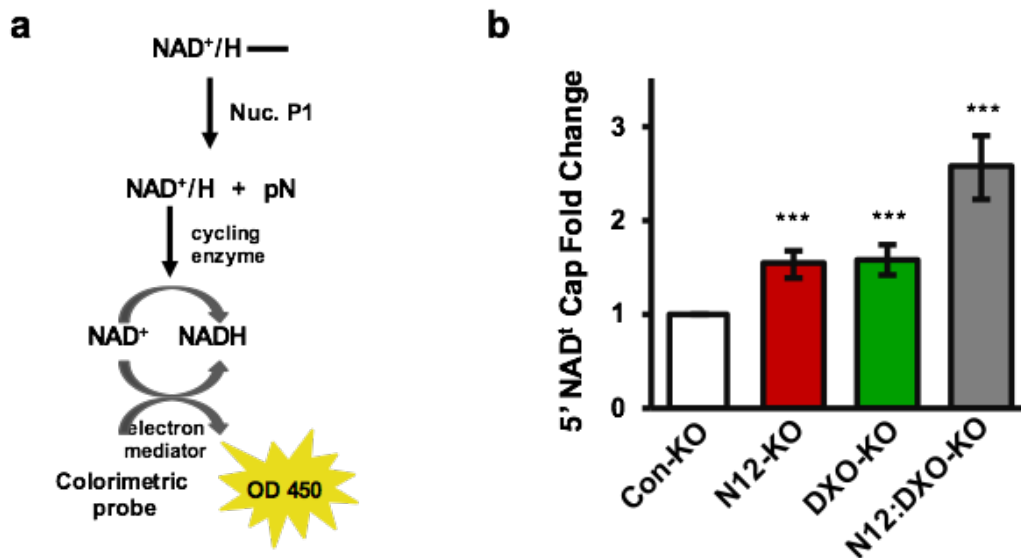 a
NAD⁺/H
Nuc. P1
NAD⁺/H + pN
cycling
enzyme
NAD⁺ NADH
electron
mediator
Colorimetric
probe
OD 450
b
5’ NADᵗ Cap Fold Change
3
2
1
0
***
***
***
Con-KO
N12-KO
DXO-KO
N12:DXO-KO